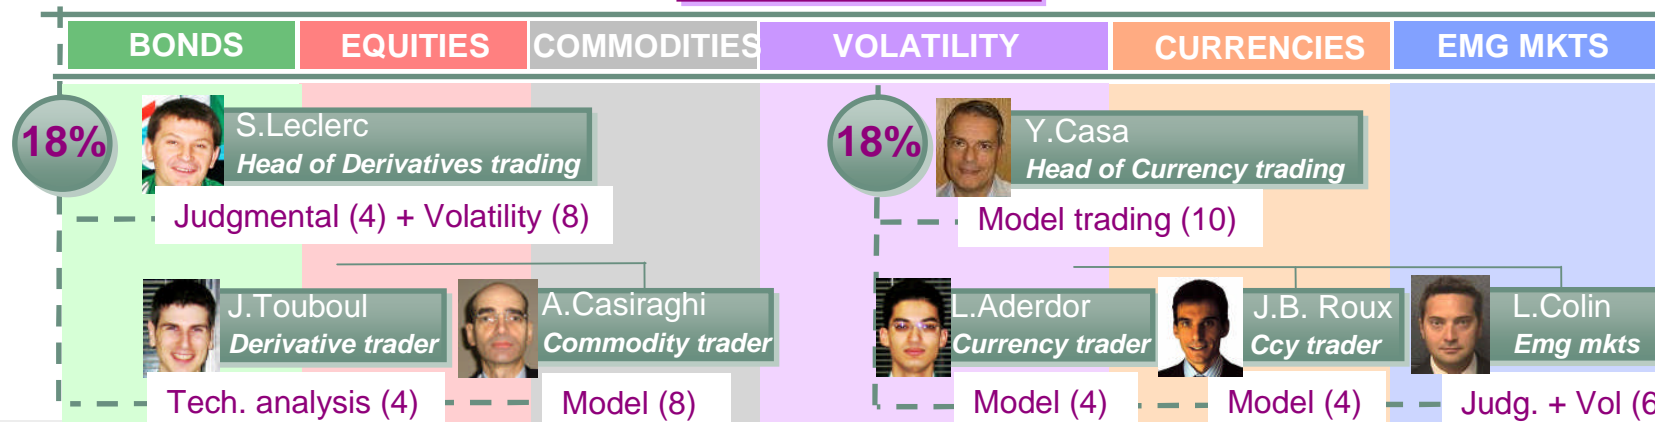 BONDS EQUITIES COMMODITIES VOLATILITY CURRENCIES EMG MKTS
18%
S.Leclerc
Head of Derivatives trading
Judgmental (4) + Volatility (8)
18%
Y.Casa
Head of Currency trading
Model trading (10)
J.Touboul
Derivative trader
Tech. analysis (4)
A.Casiraghi
Commodity trader
Model (8)
L.Aderdor
Currency trader
Model (4)
J.B. Roux
Ccy trader
Model (4)
L.Colin
Emg mkts
Judg. + Vol (6